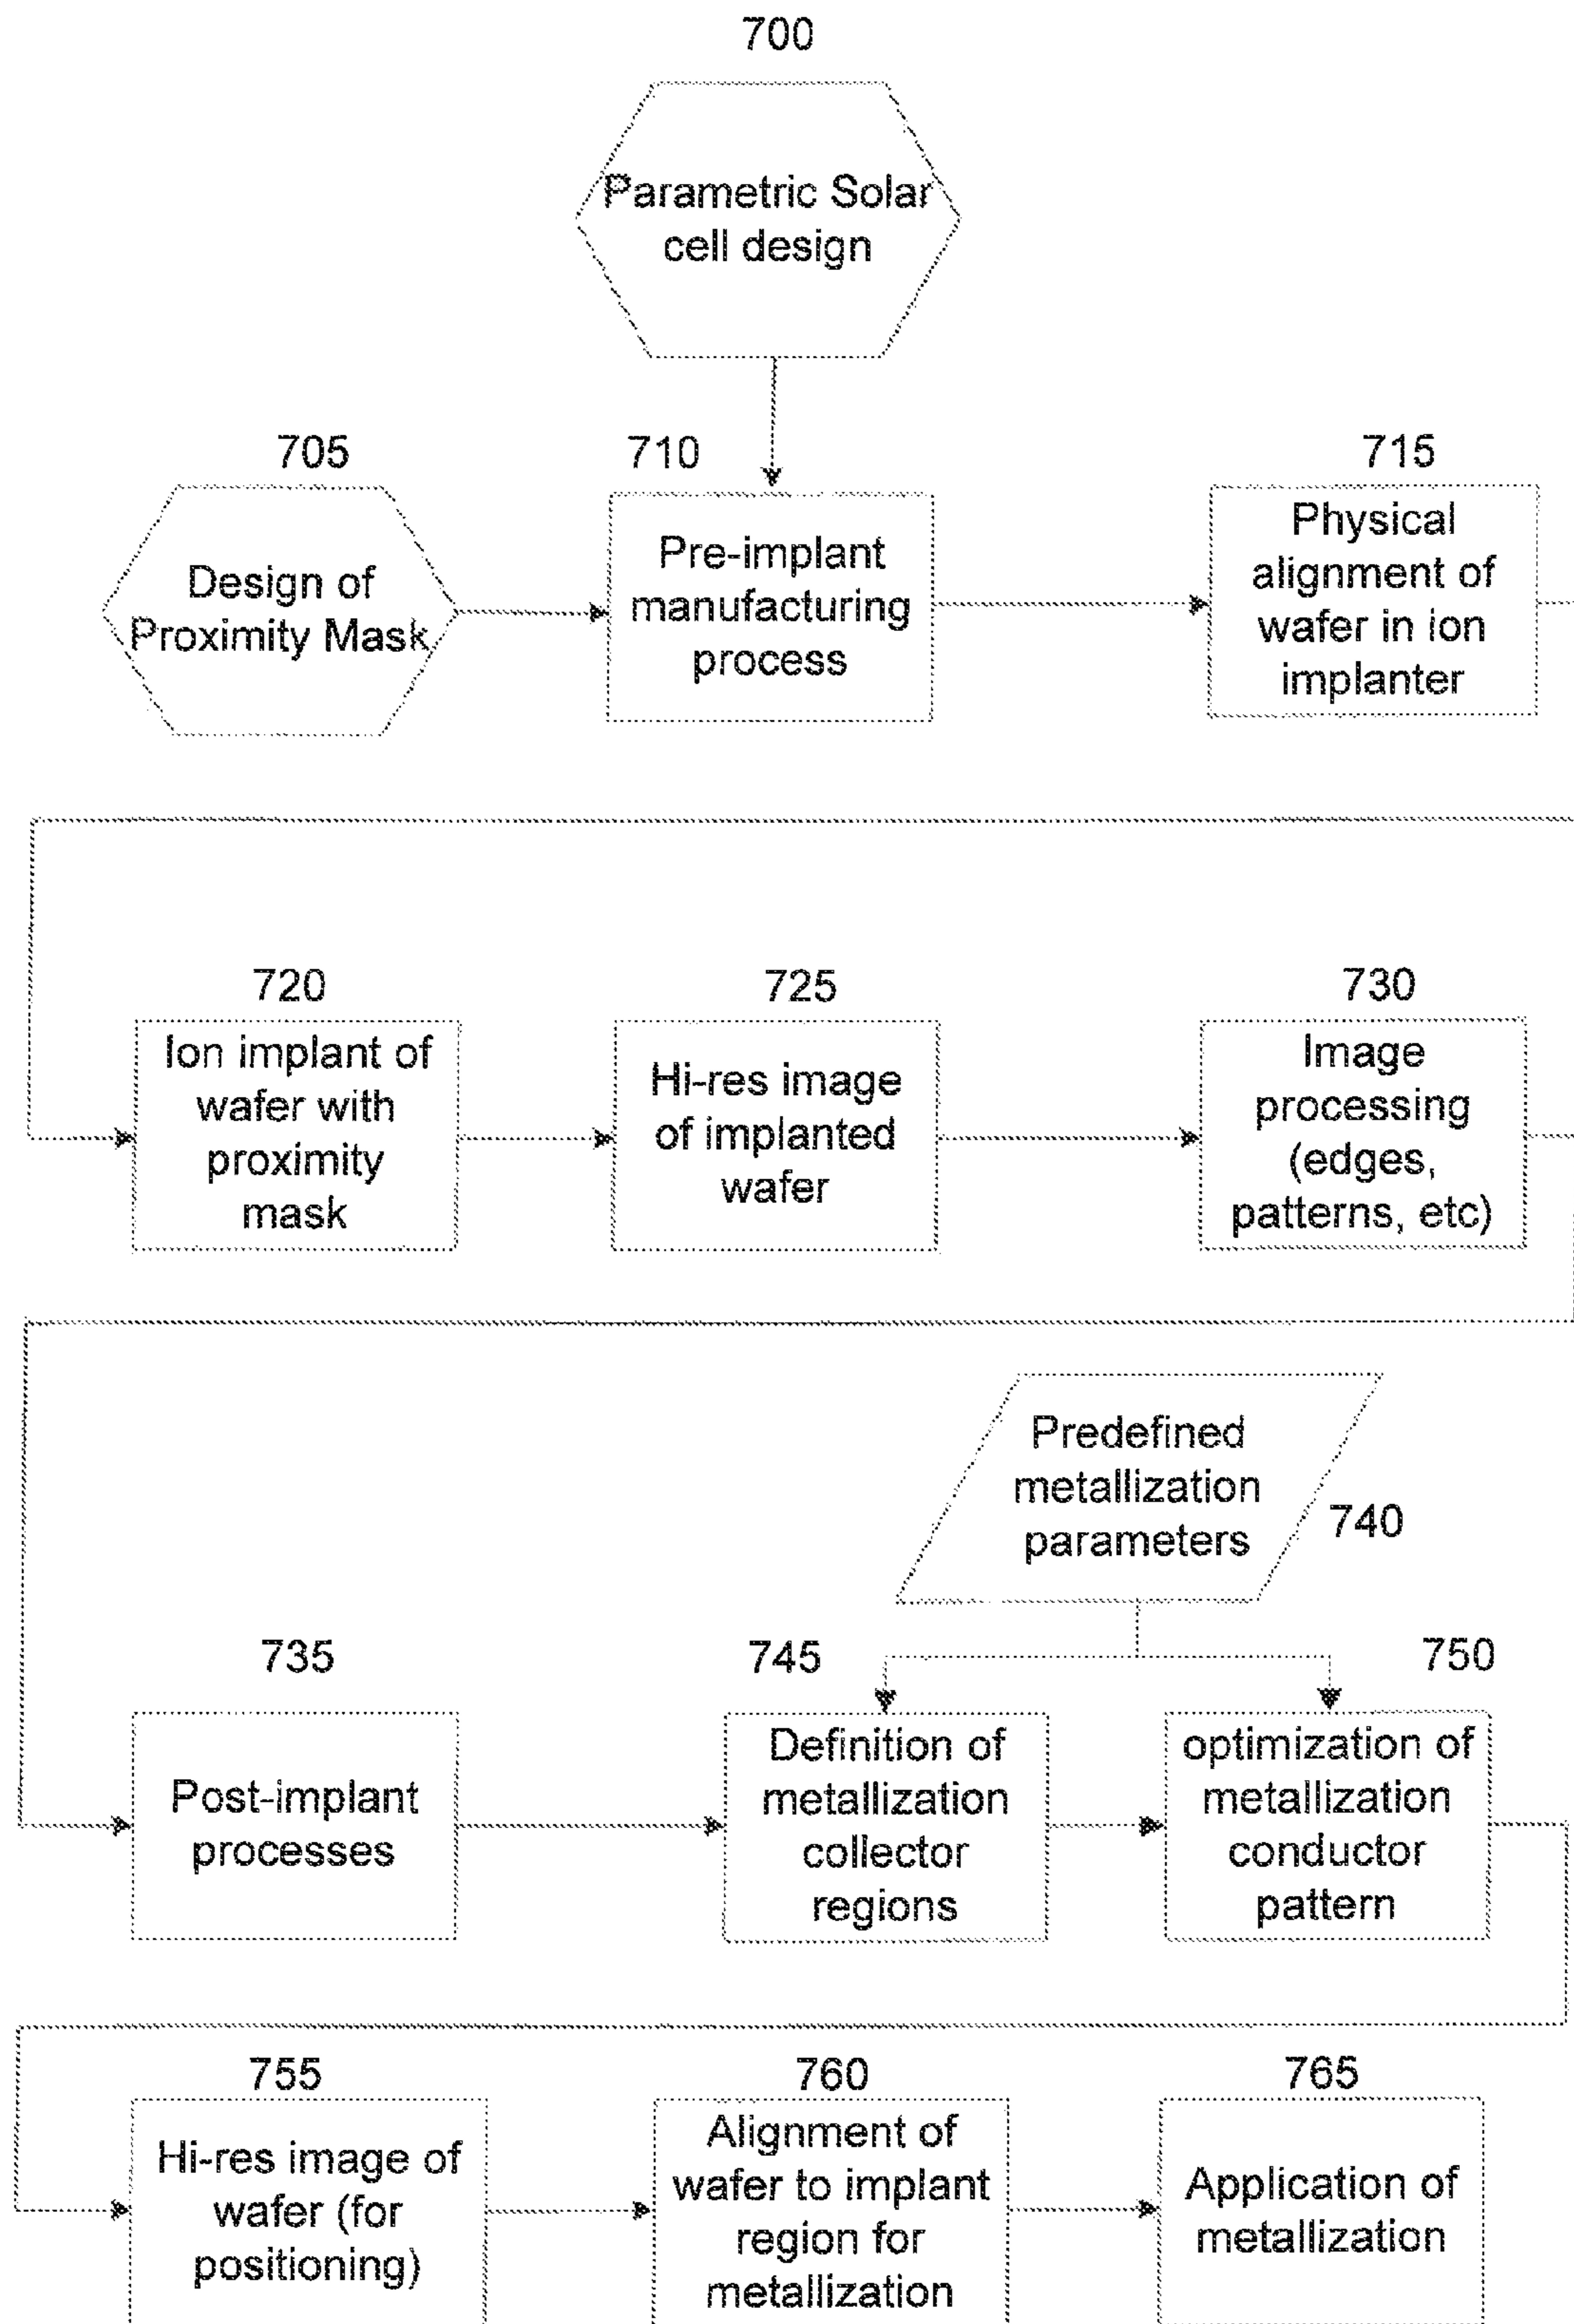 700
Parametric Solar
cell design
705
Design of
Proximity Mask
710
Pre-implant
manufacturing
process
715
Physical
alignment of
wafer in ion
implanter
720
Ion implant of
wafer with
proximity
mask
725
Hi-res image
of implanted
wafer
730
Image
processing
(edges,
patterns, etc)
735
Post-implant
processes
Predefined
metallization
parameters
740
745
Definition of
metallization
collector
regions
750
optimization of
metallization
conductor
pattern
755
Hi-res image of
wafer (for
positioning)
760
Alignment of
wafer to implant
region for
metallization
765
Application of
metallization